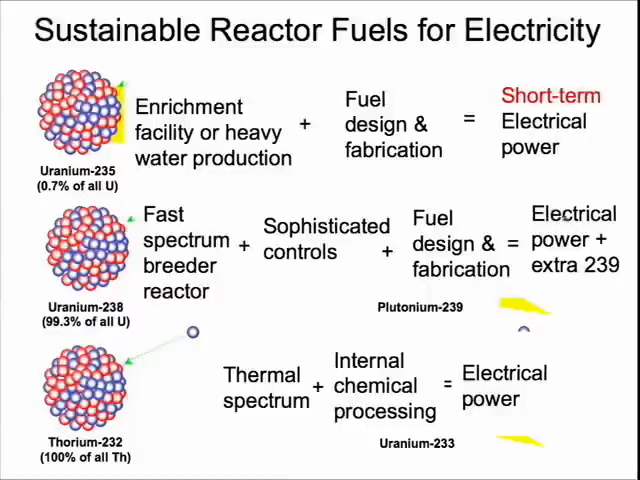 Sustainable Reactor Fuels for Electricity
Enrichment
facility or heavy
water production
+
Fuel
design &
fabrication
=
Short-term
Electrical
power
Uranium-235
(0.7% of all U)
Fast
spectrum
breeder
reactor
+
Sophisticated
controls
+
Fuel
design &
fabrication
=
Electrical
power +
extra 239
Uranium-238
(99.3% of all U)
Plutonium-239
Thermal
spectrum
+
Internal
chemical
processing
=
Electrical
power
Thorium-232
(100% of all Th)
Uranium-233